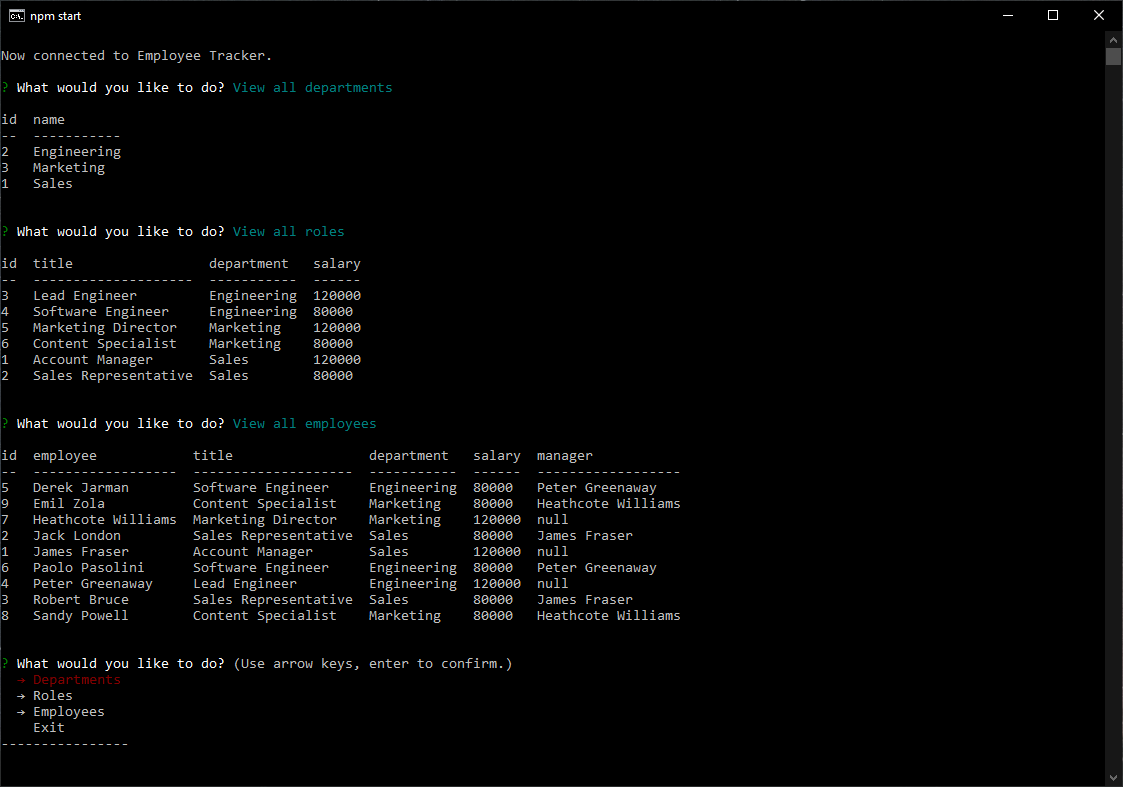 npm start
Now connected to Employee Tracker.
? What would you like to do? View all departments
id  name
--  -----------
2   Engineering
3   Marketing
1   Sales
? What would you like to do? View all roles
id  title                 department   salary
--  --------------------  -----------  ------
3   Lead Engineer         Engineering  120000
4   Software Engineer     Engineering  80000
5   Marketing Director    Marketing    120000
6   Content Specialist    Marketing    80000
1   Account Manager       Sales        120000
2   Sales Representative  Sales        80000
? What would you like to do? View all employees
id  employee            title                 department   salary  manager
--  ------------------  --------------------  -----------  ------  ------------------
5   Derek Jarman        Software Engineer     Engineering  80000   Peter Greenaway
9   Emil Zola           Content Specialist    Marketing    80000   Heathcote Williams
7   Heathcote Williams  Marketing Director    Marketing    120000  null
2   Jack London         Sales Representative  Sales        80000   James Fraser
1   James Fraser        Account Manager       Sales        120000  null
6   Paolo Pasolini      Software Engineer     Engineering  80000   Peter Greenaway
4   Peter Greenaway     Lead Engineer         Engineering  120000  null
3   Robert Bruce        Sales Representative  Sales        80000   James Fraser
8   Sandy Powell        Content Specialist    Marketing    80000   Heathcote Williams
? What would you like to do? (Use arrow keys, enter to confirm.)
→ Departments
→ Roles
→ Employees
Exit
----------------